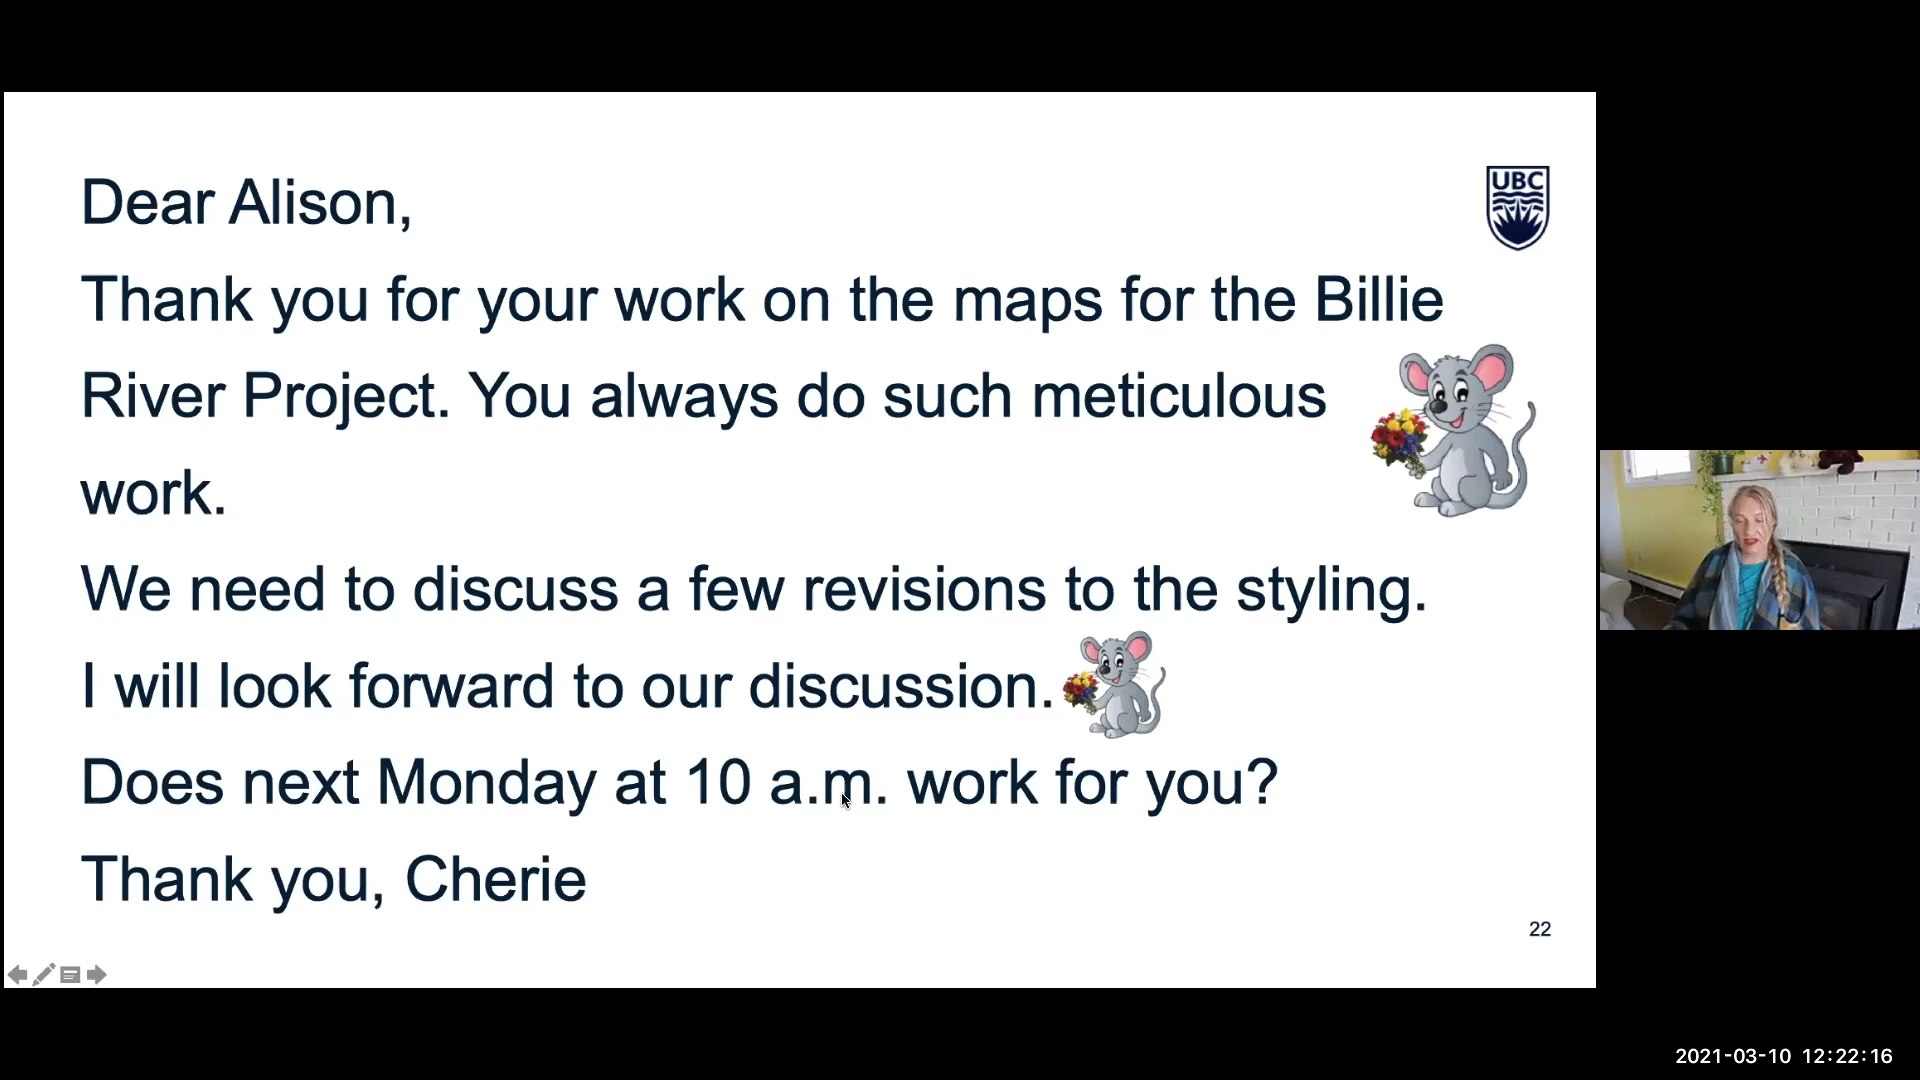 UBC
Dear Alison,
Thank you for your work on the maps for the Billie
River Project. You always do such meticulous
work.
We need to discuss a few revisions to the styling.
I will look forward to our discussion.
Does next Monday at 10 a.m. work for you?
Thank you, Cherie
22
2021-03-10 12:22:16